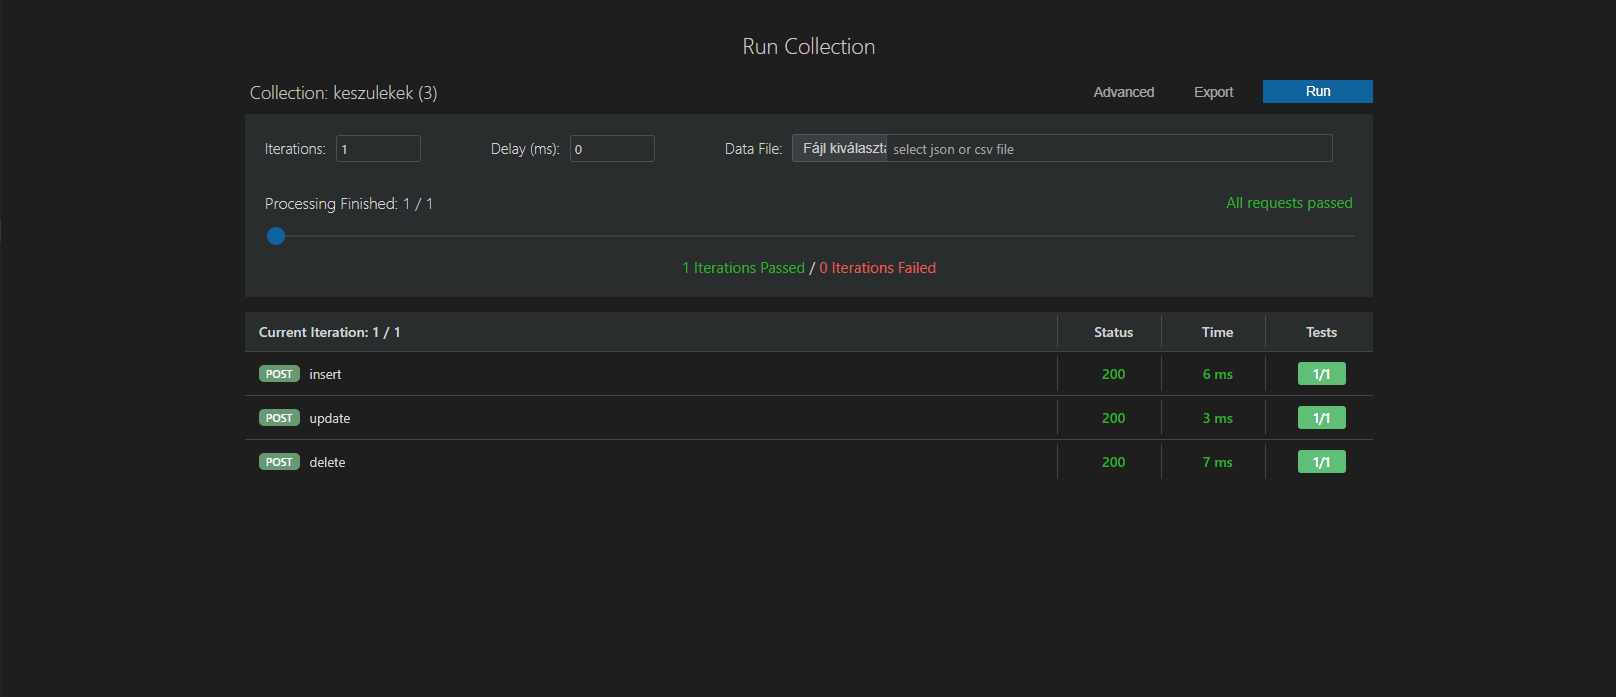 Run Collection
Collection: keszulekek (3)
Advanced
Export
Run
Iterations: 1
Delay (ms): 0
Data File: Fájl kiválaszta select json or csv file
Processing Finished: 1 / 1
All requests passed
1 Iterations Passed / 0 Iterations Failed
Current Iteration: 1 / 1 Status Time Tests
POST insert 200 6 ms 1/1
POST update 200 3 ms 1/1
POST delete 200 7 ms 1/1